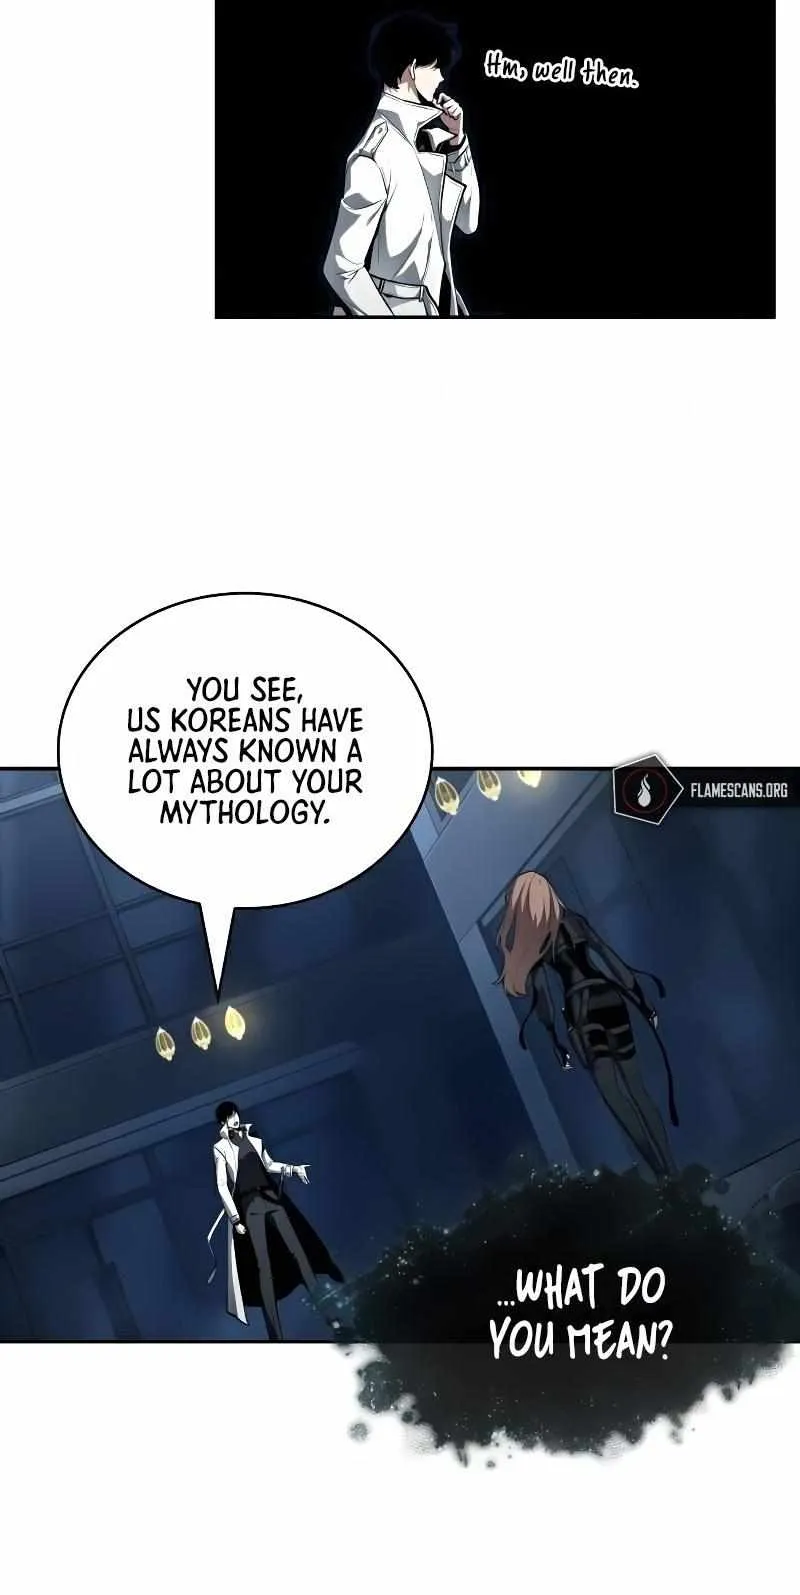 Hm, well then.
YOU SEE,
US KOREANS HAVE
ALWAYS KNOWN A
LOT ABOUT YOUR
MYTHOLOGY.
FLAMESCANS.ORG
...WHAT DO
YOU MEAN?